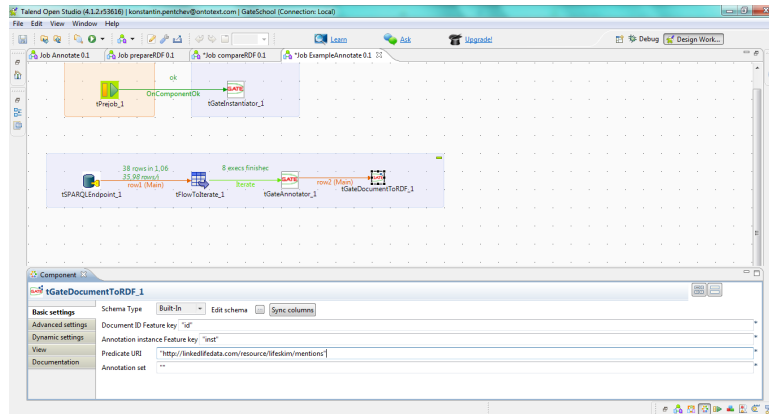 Talend Open Studio (4.1.2.r53616) | konstantin.pentchev@ontotext.com | GateSchool (Connection: Local)
File Edit View Window Help
Learn Ask Upgrade! Debug Design Work...
Job Annotate 0.1 Job prepareRDF 0.1 *Job compareRDF 0.1 *Job ExampleAnnotate 0.1
ok
OnComponentOk
GATE
tPrejob_1 tGateInstantiator_1
38 rows in 1.06 8 execs finished
35.98 rows/s
row1 (Main) Iterate GATE row2 (Main)
tSPARQLEndpoint_1 tFlowToIterate_1 tGateAnnotator_1 tGateDocumentToRDF_1
Component
GATE tGateDocumentToRDF_1
Basic settings Schema Type Built-In Edit schema Sync columns
Advanced settings Document ID Feature key "id"
Dynamic settings Annotation instance Feature key "inst"
View Predicate URI "http://linkedlifedata.com/resource/lifeskim/mentions"
Documentation Annotation set ""